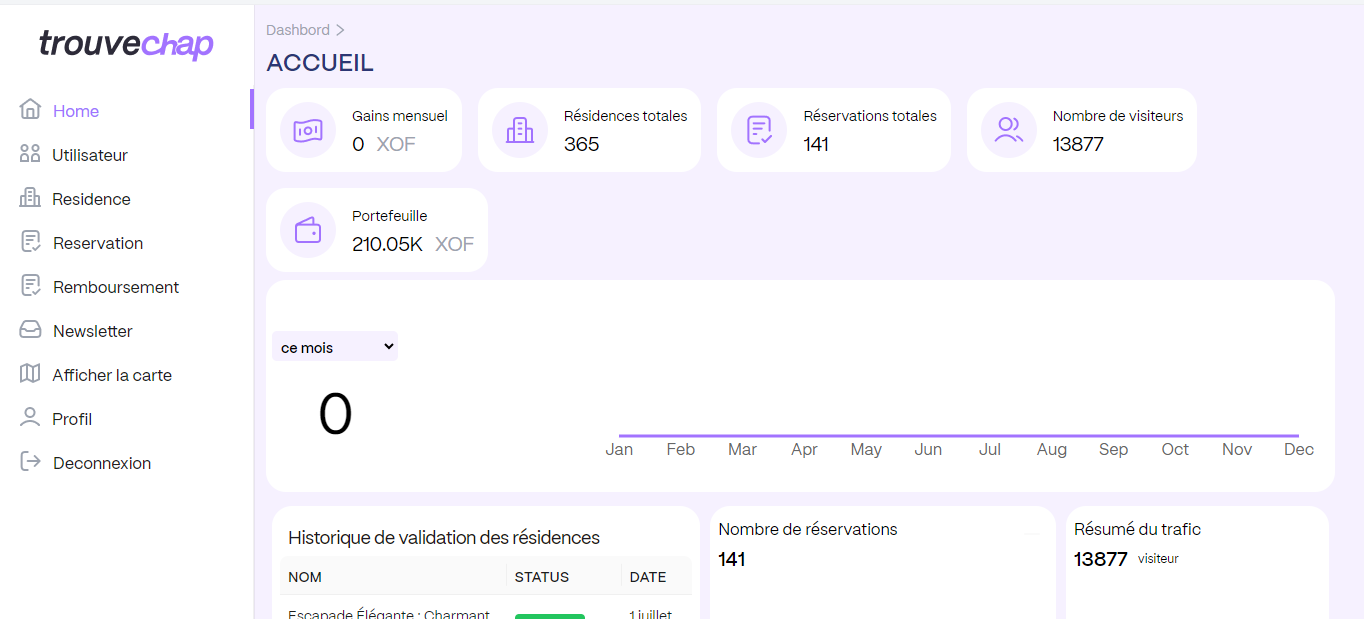 trouvechap
Home
Utilisateur
Residence
Reservation
Remboursement
Newsletter
Afficher la carte
Profil
Deconnexion
Dashbord
ACCUEIL
Gains mensuel
0 XOF
Résidences totales
365
Réservations totales
141
Nombre de visiteurs
13877
Portefeuille
210.05K XOF
ce mois
0
Jan Feb Mar Apr May Jun Jul Aug Sep Oct Nov Dec
Historique de validation des résidences
NOM STATUS DATE
Escapade Élégante : Charmant 1 juillet
Nombre de réservations
141
Résumé du trafic
13877 visiteur